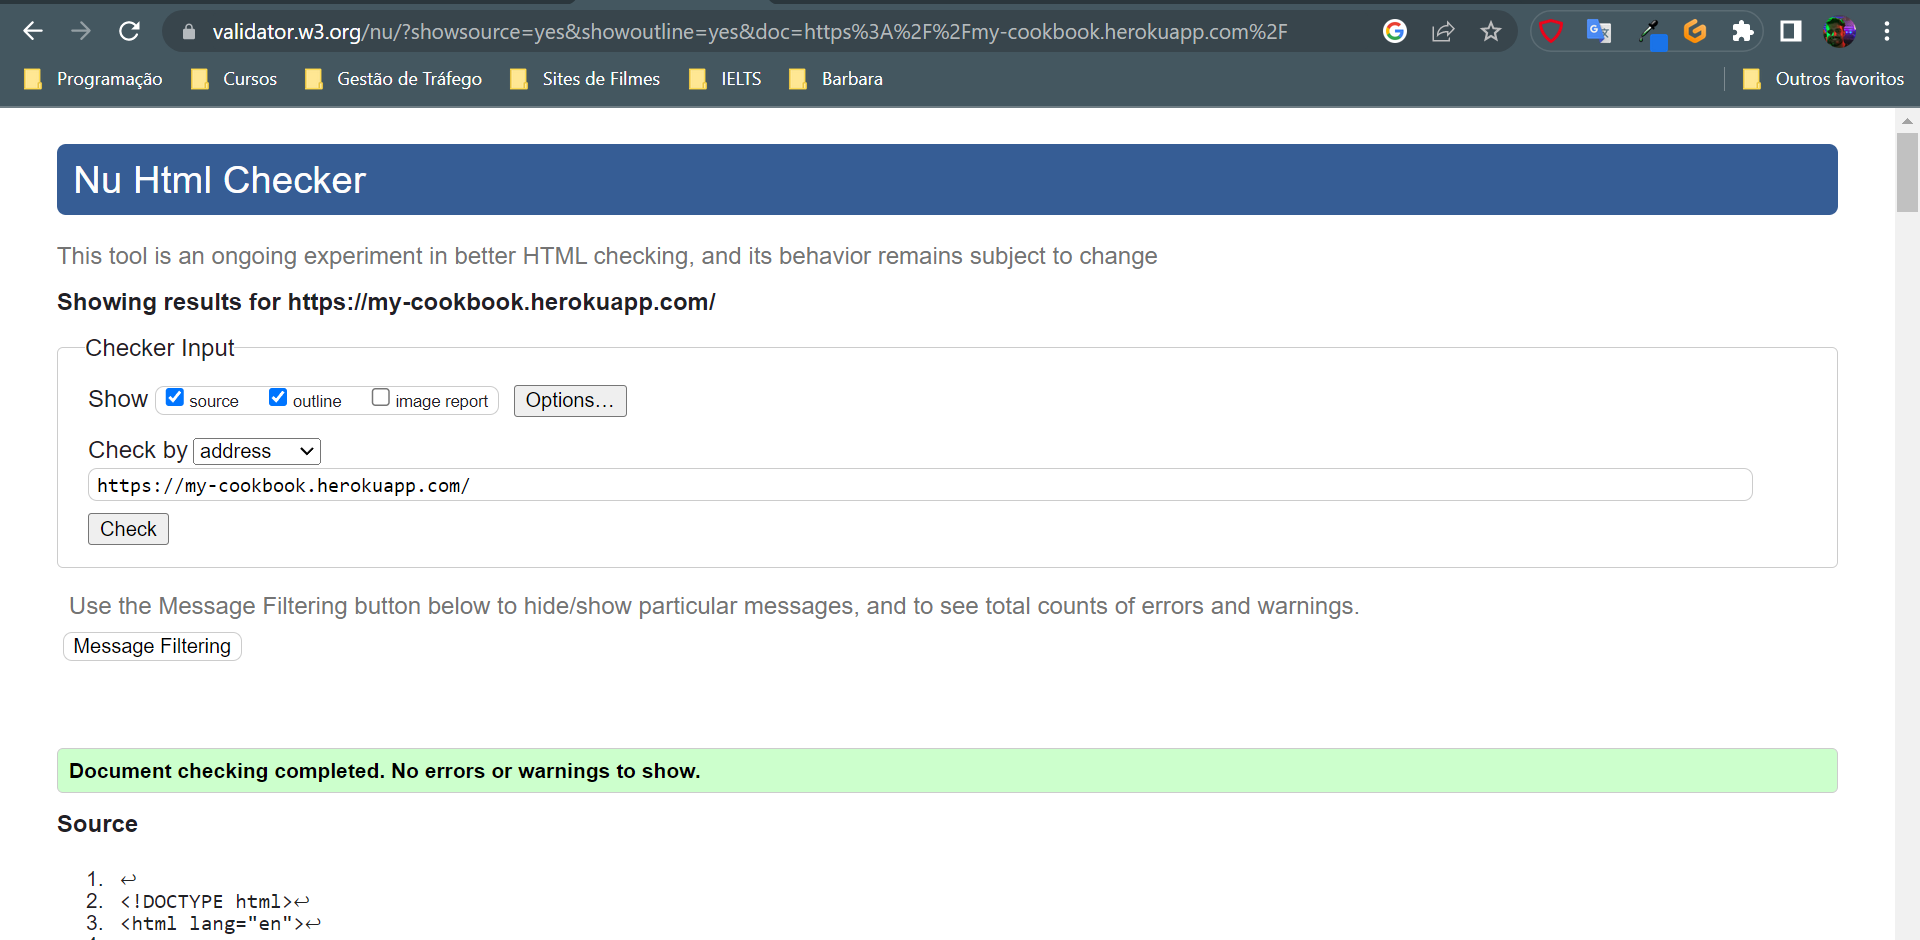 validator.w3.org/nu/?showsource=yes&showoutline=yes&doc=https%3A%2F%2Fmy-cookbook.herokuapp.com%2F
Programação Cursos Gestão de Tráfego Sites de Filmes IELTS Barbara Outros favoritos
Nu Html Checker
This tool is an ongoing experiment in better HTML checking, and its behavior remains subject to change
Showing results for https://my-cookbook.herokuapp.com/
Checker Input
Show source outline image report Options...
Check by address
https://my-cookbook.herokuapp.com/
Check
Use the Message Filtering button below to hide/show particular messages, and to see total counts of errors and warnings.
Message Filtering
Document checking completed. No errors or warnings to show.
Source
1. ↩
2. <!DOCTYPE html>↩
3. <html lang="en">↩